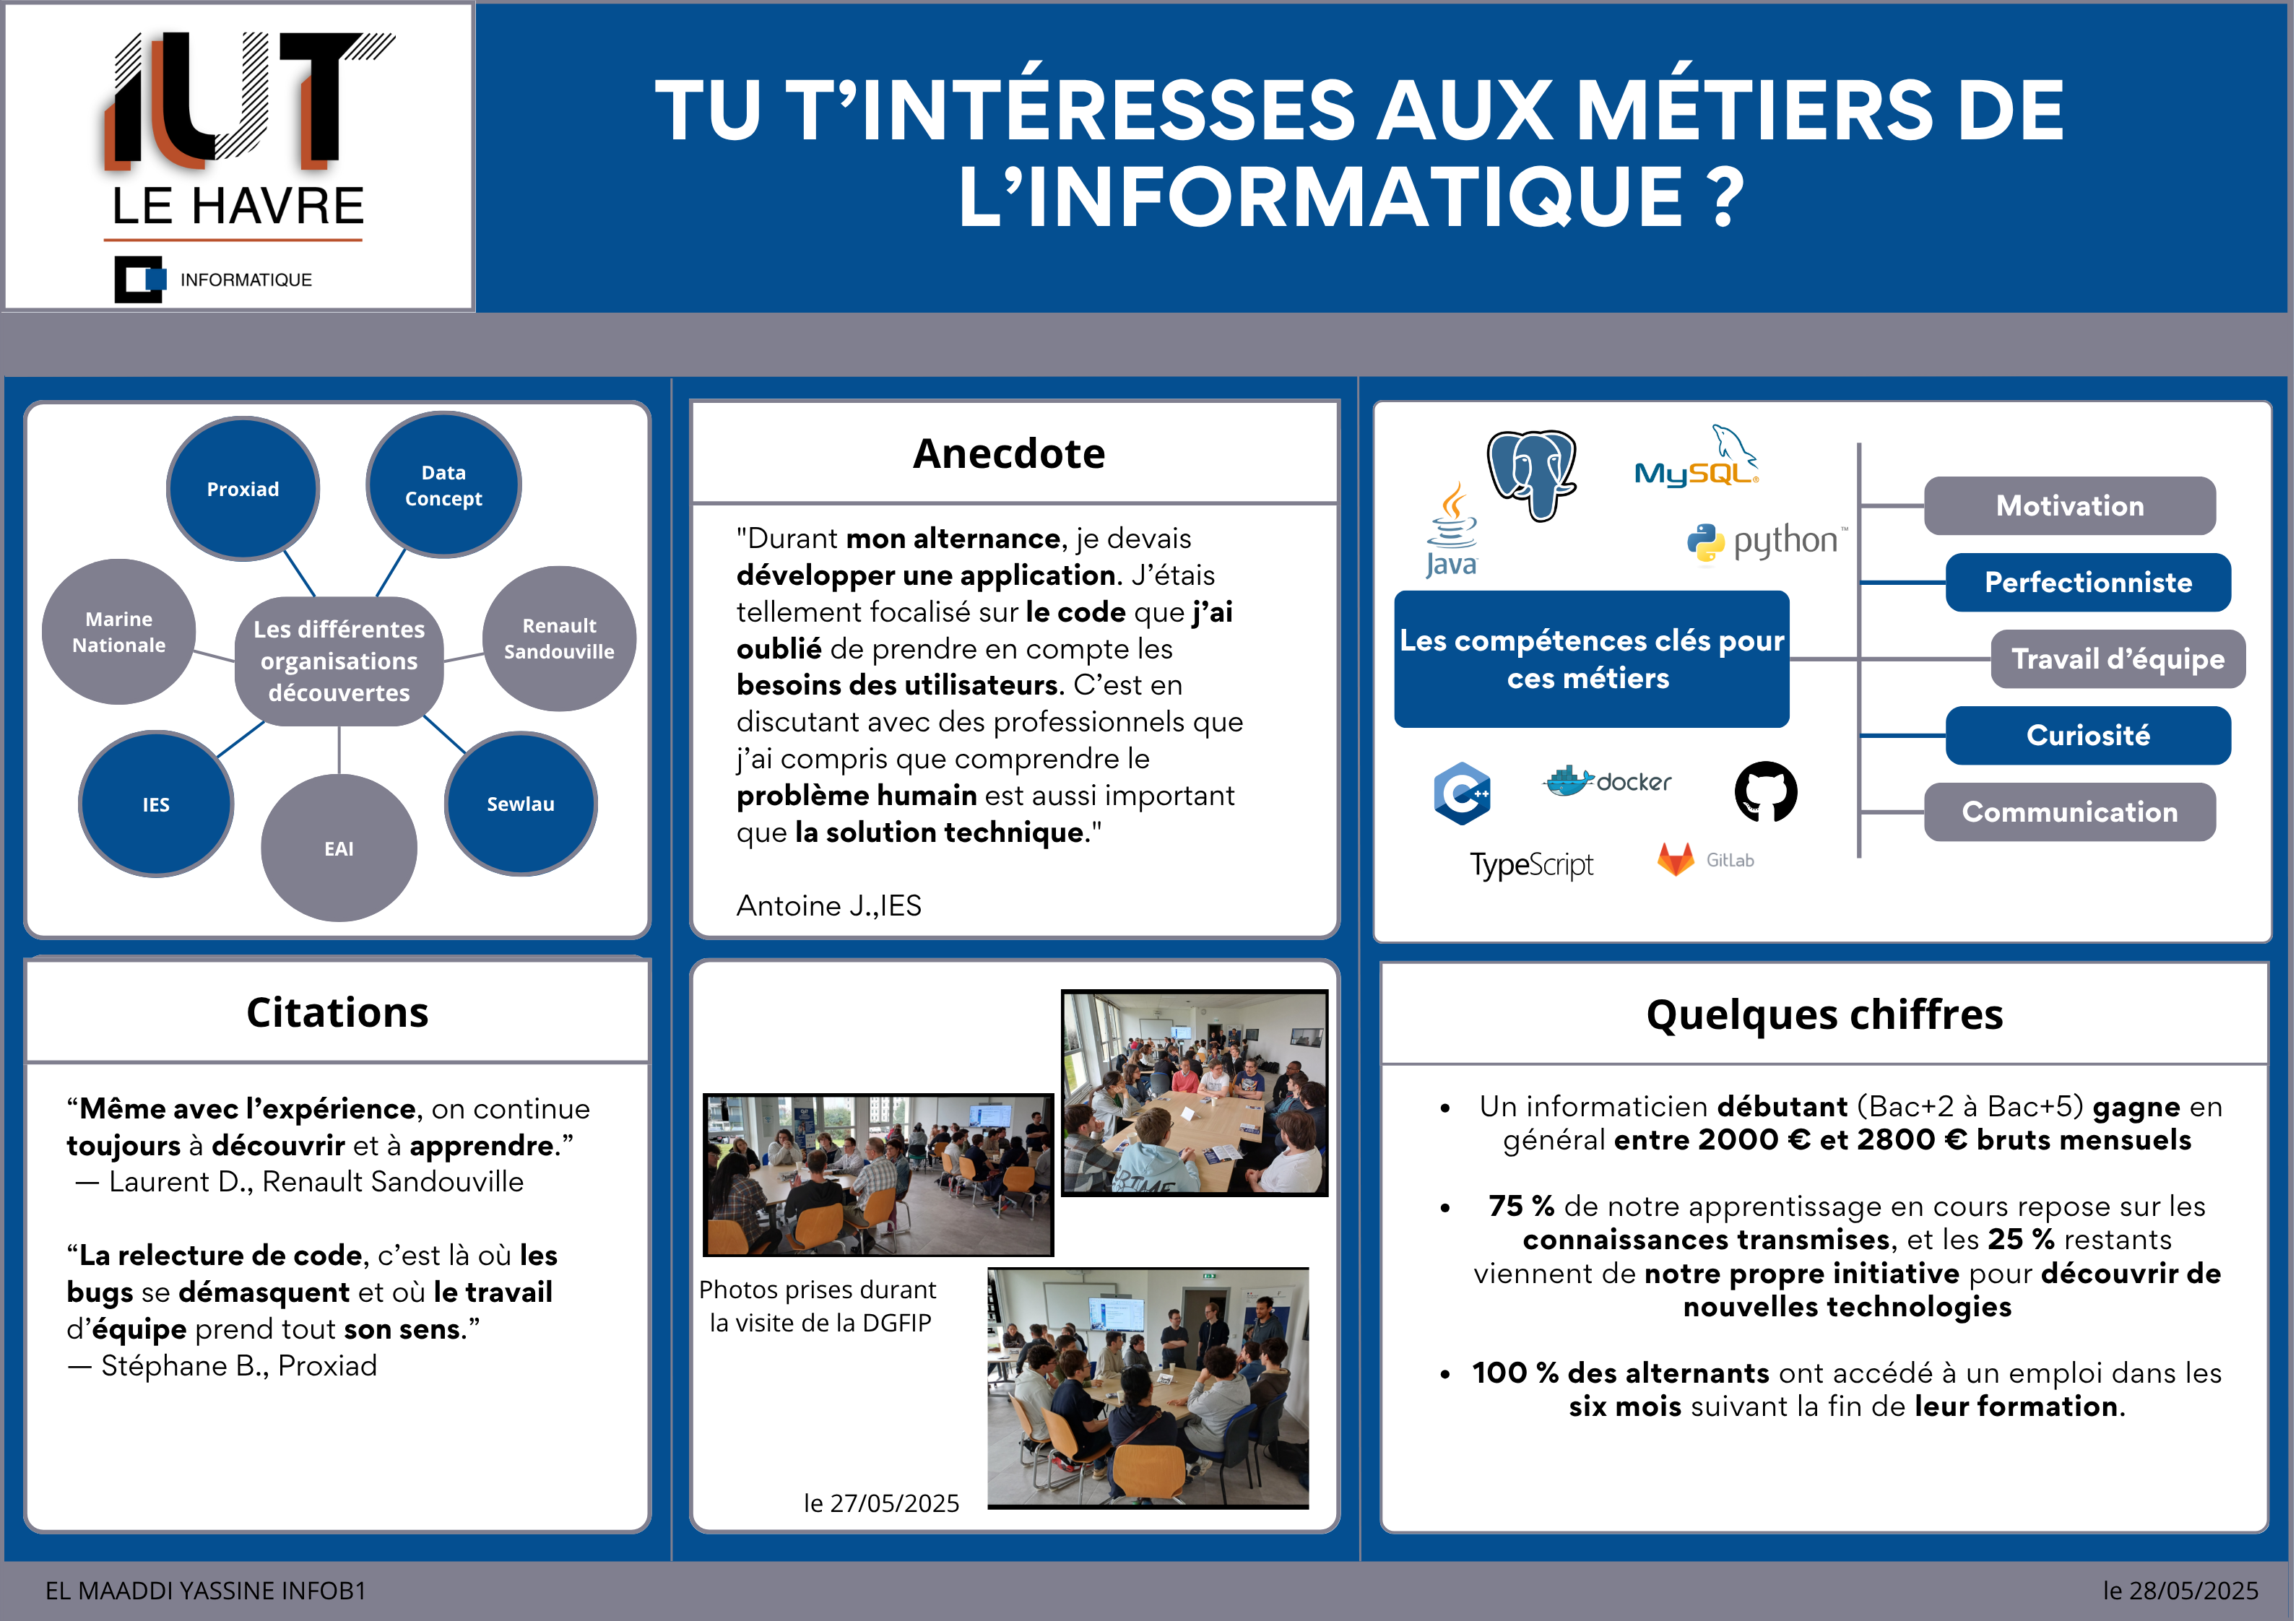 IUT
LE HAVRE
INFORMATIQUE
TU T’INTÉRESSES AUX MÉTIERS DE
L’INFORMATIQUE ?
Proxiad
Data
Concept
Marine
Nationale
Les différentes
organisations
découvertes
Renault
Sandouville
IES
EAI
Sewlau
Anecdote
"Durant mon alternance, je devais
développer une application. J’étais
tellement focalisé sur le code que j’ai
oublié de prendre en compte les
besoins des utilisateurs. C’est en
discutant avec des professionnels que
j’ai compris que comprendre le
problème humain est aussi important
que la solution technique."
Antoine J.,IES
MySQL®
Java
python™
Les compétences clés pour
ces métiers
C++
docker
TypeScript
GitLab
Motivation
Perfectionniste
Travail d’équipe
Curiosité
Communication
Citations
“Même avec l’expérience, on continue
toujours à découvrir et à apprendre.”
— Laurent D., Renault Sandouville
“La relecture de code, c’est là où les
bugs se démasquent et où le travail
d’équipe prend tout son sens.”
— Stéphane B., Proxiad
Photos prises durant
la visite de la DGFIP
le 27/05/2025
Quelques chiffres
• Un informaticien débutant (Bac+2 à Bac+5) gagne en
général entre 2000 € et 2800 € bruts mensuels
• 75 % de notre apprentissage en cours repose sur les
connaissances transmises, et les 25 % restants
viennent de notre propre initiative pour découvrir de
nouvelles technologies
• 100 % des alternants ont accédé à un emploi dans les
six mois suivant la fin de leur formation.
EL MAADDI YASSINE INFOB1
le 28/05/2025